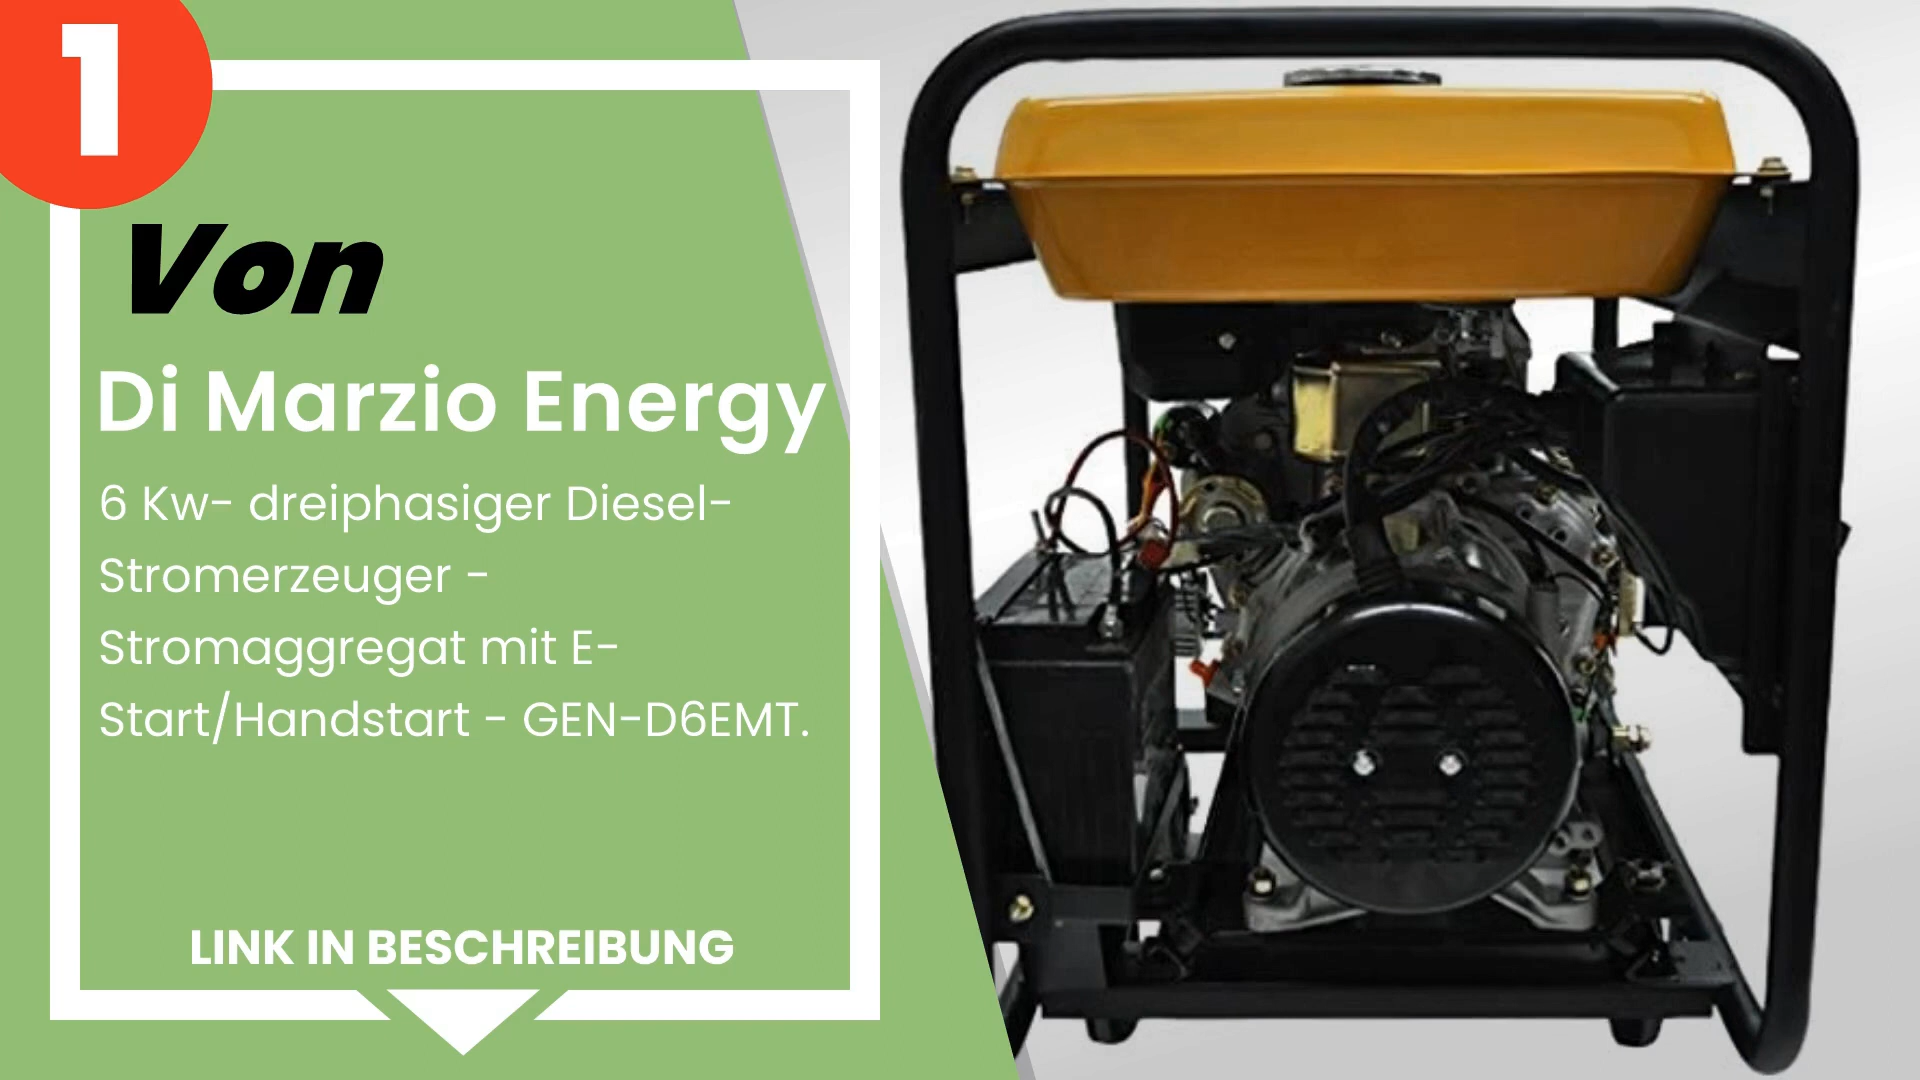 1
Von
Di Marzio Energy
6 Kw- dreiphasiger Diesel-
Stromerzeuger -
Stromaggregat mit E-
Start/Handstart - GEN-D6EMT.
LINK IN BESCHREIBUNG